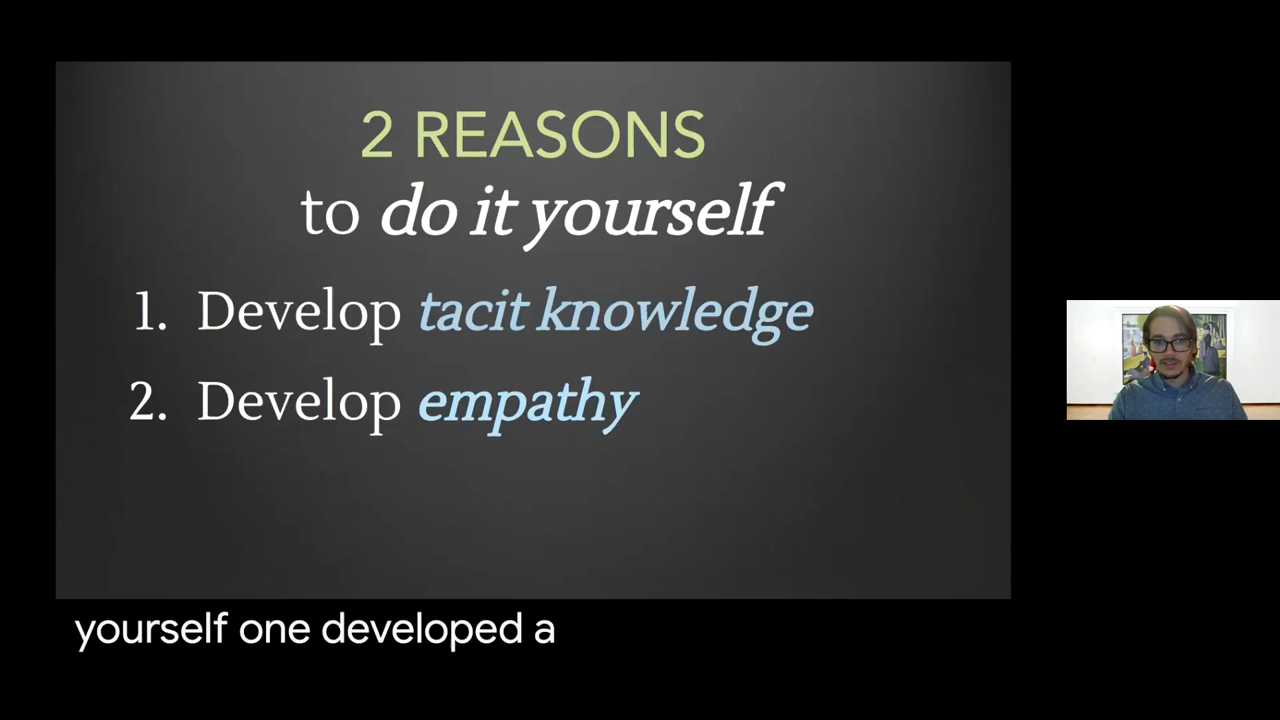 2 REASONS
to do it yourself
1. Develop tacit knowledge
2. Develop empathy
yourself one developed a